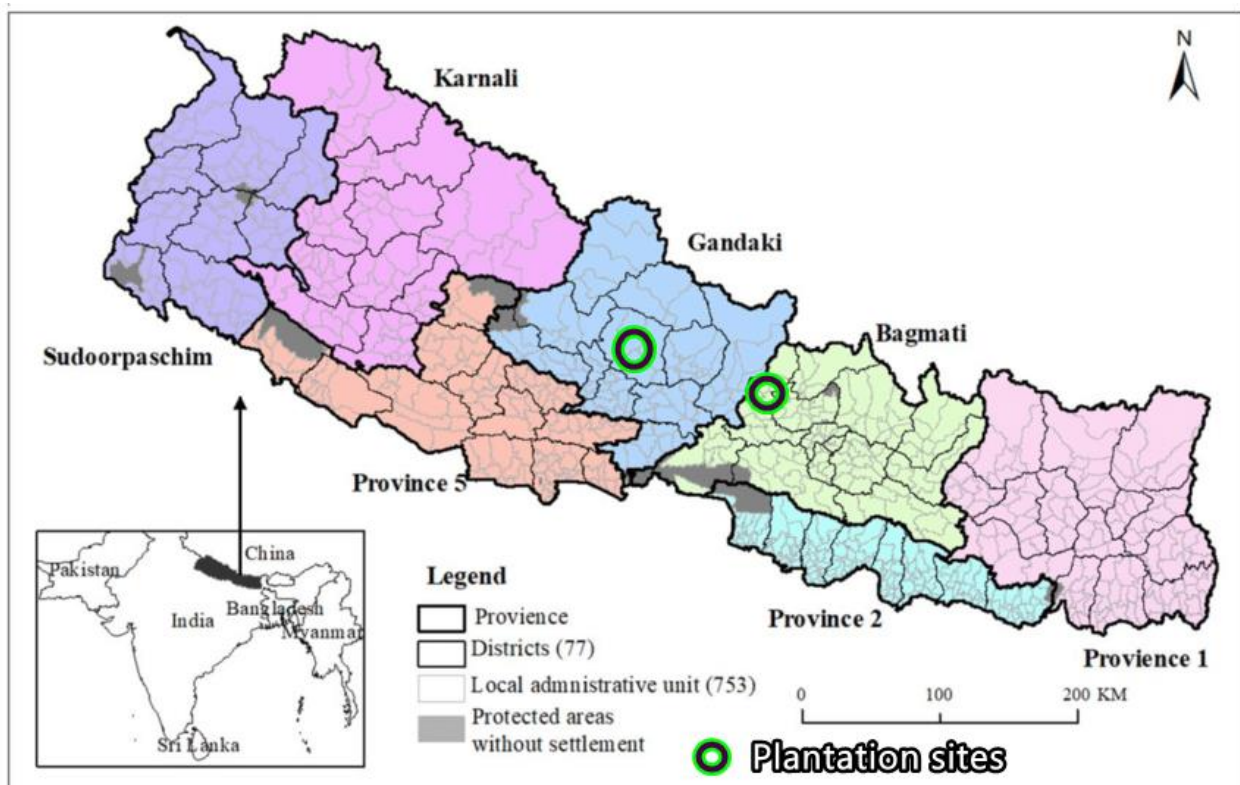 N
Karnali
Gandaki
Bagmati
Sudoorpaschim
Province 5
Province 2
Provience 1
China
Pakistan
India
Bangladesh
Myanmar
Sri Lanka
Legend
Provience
Districts (77)
Local admnistrative unit (753)
Protected areas
without settlement
0 100 200 KM
Plantation sites